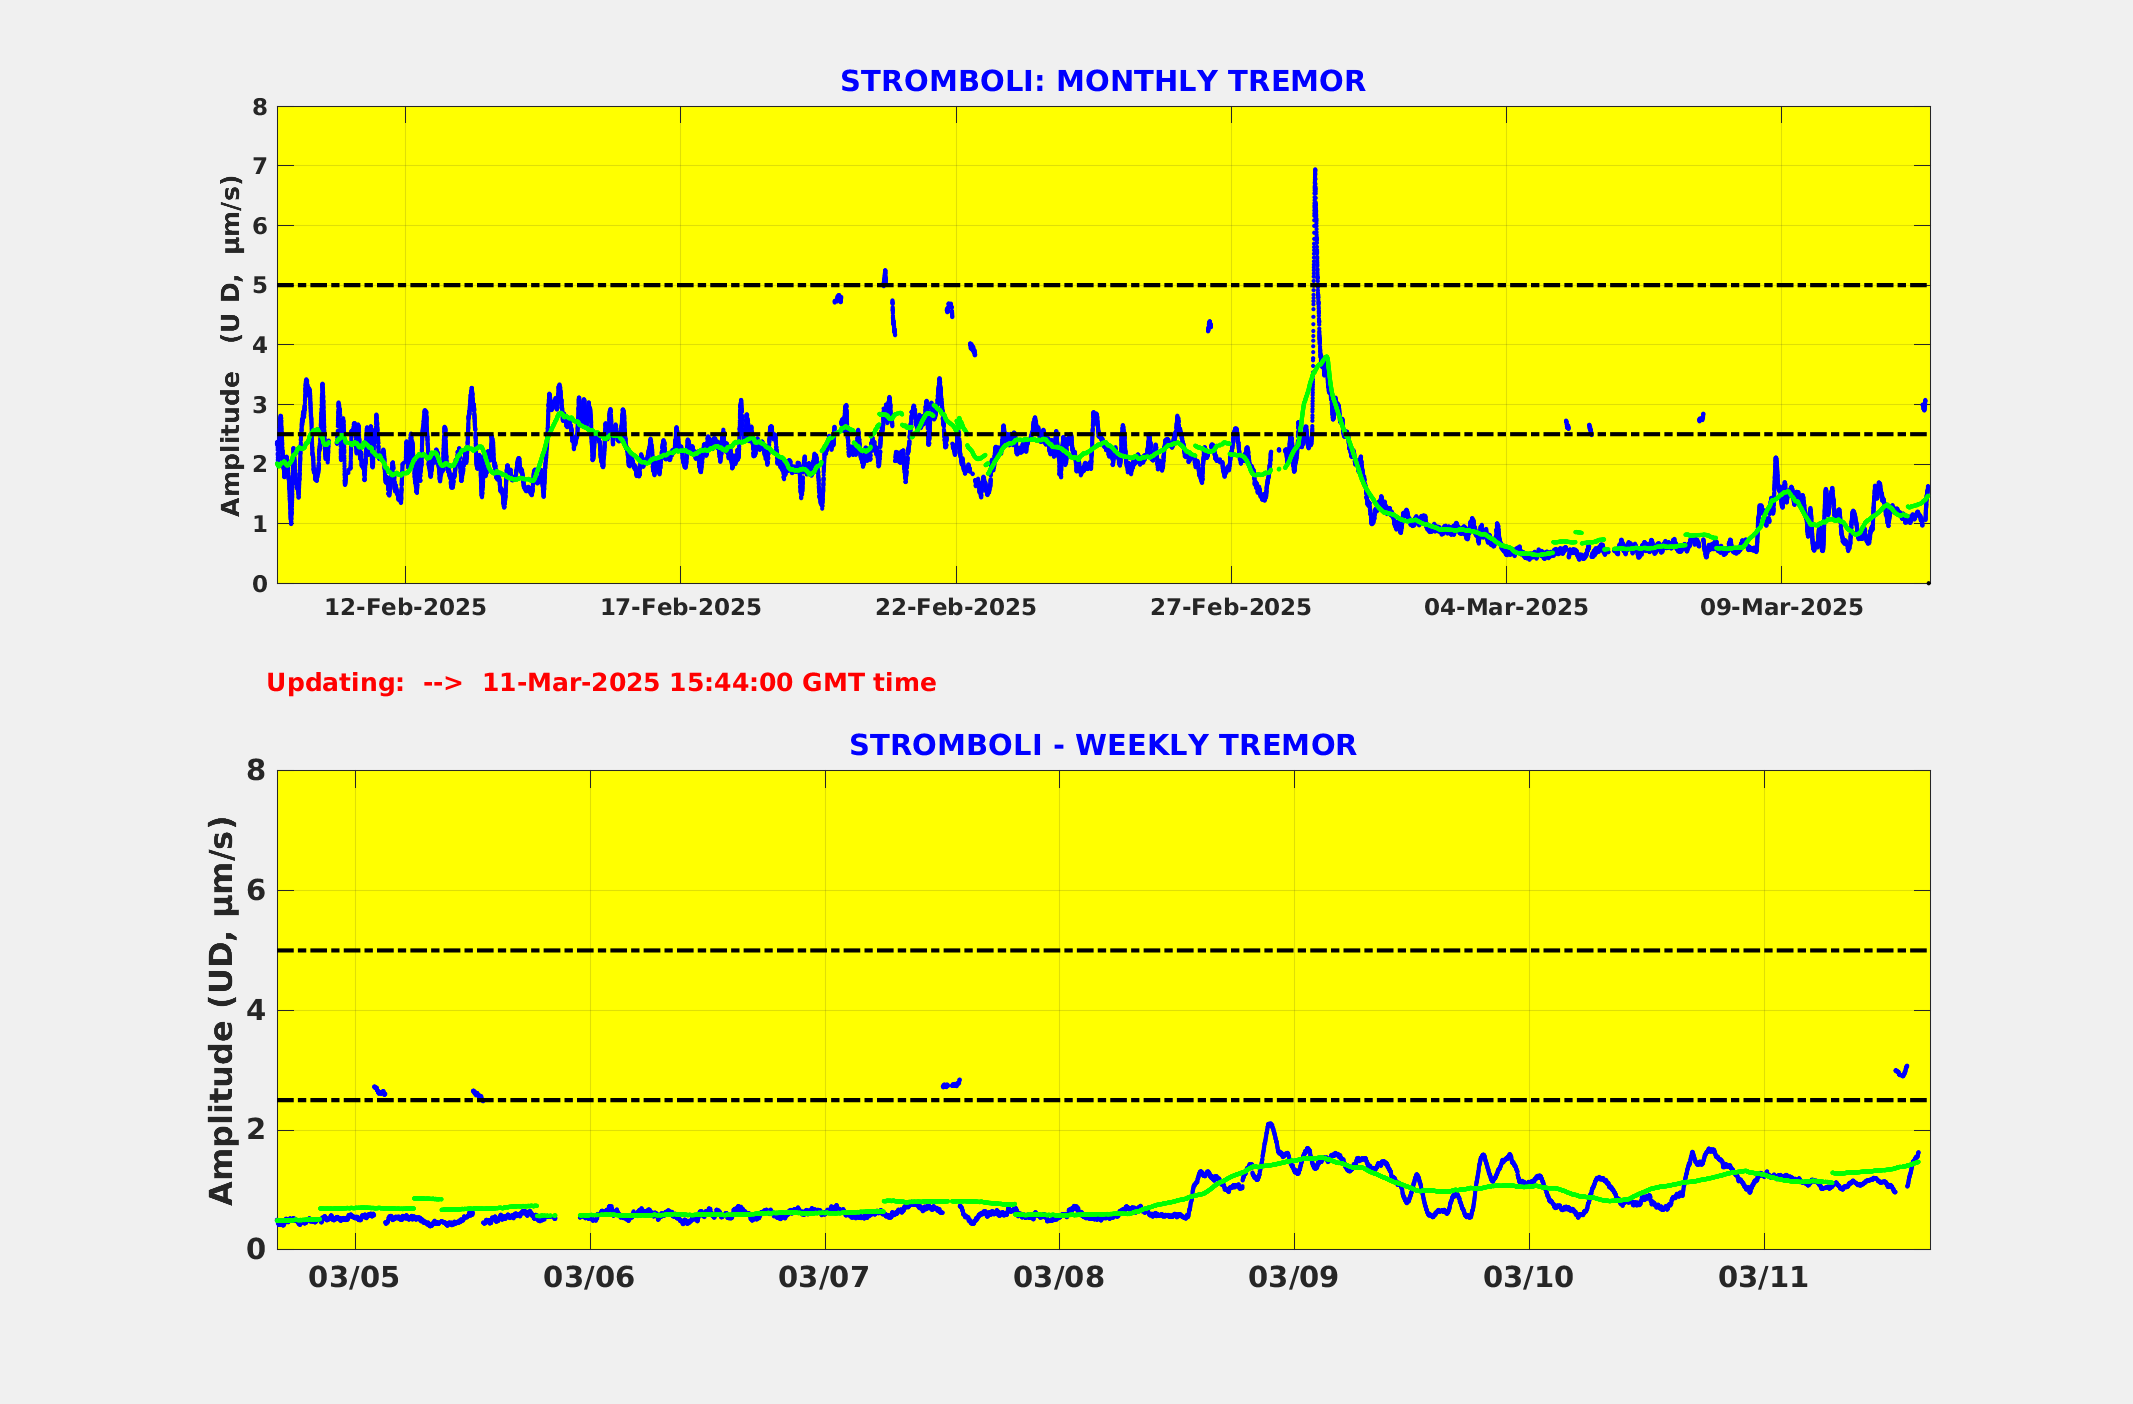 STROMBOLI: MONTHLY TREMOR
Amplitude (U D, µm/s)
8
7
6
5
4
3
2
1
0
12-Feb-2025 17-Feb-2025 22-Feb-2025 27-Feb-2025 04-Mar-2025 09-Mar-2025
Updating: --> 11-Mar-2025 15:44:00 GMT time
STROMBOLI - WEEKLY TREMOR
Amplitude (UD, µm/s)
8
6
4
2
0
03/05 03/06 03/07 03/08 03/09 03/10 03/11